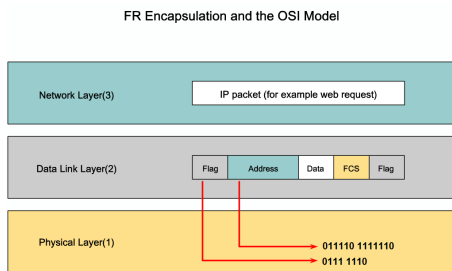 FR Encapsulation and the OSI Model
Network Layer(3)
IP packet (for example web request)
Data Link Layer(2)
Flag Address Data FCS Flag
Physical Layer(1)
011110 1111110
0111 1110